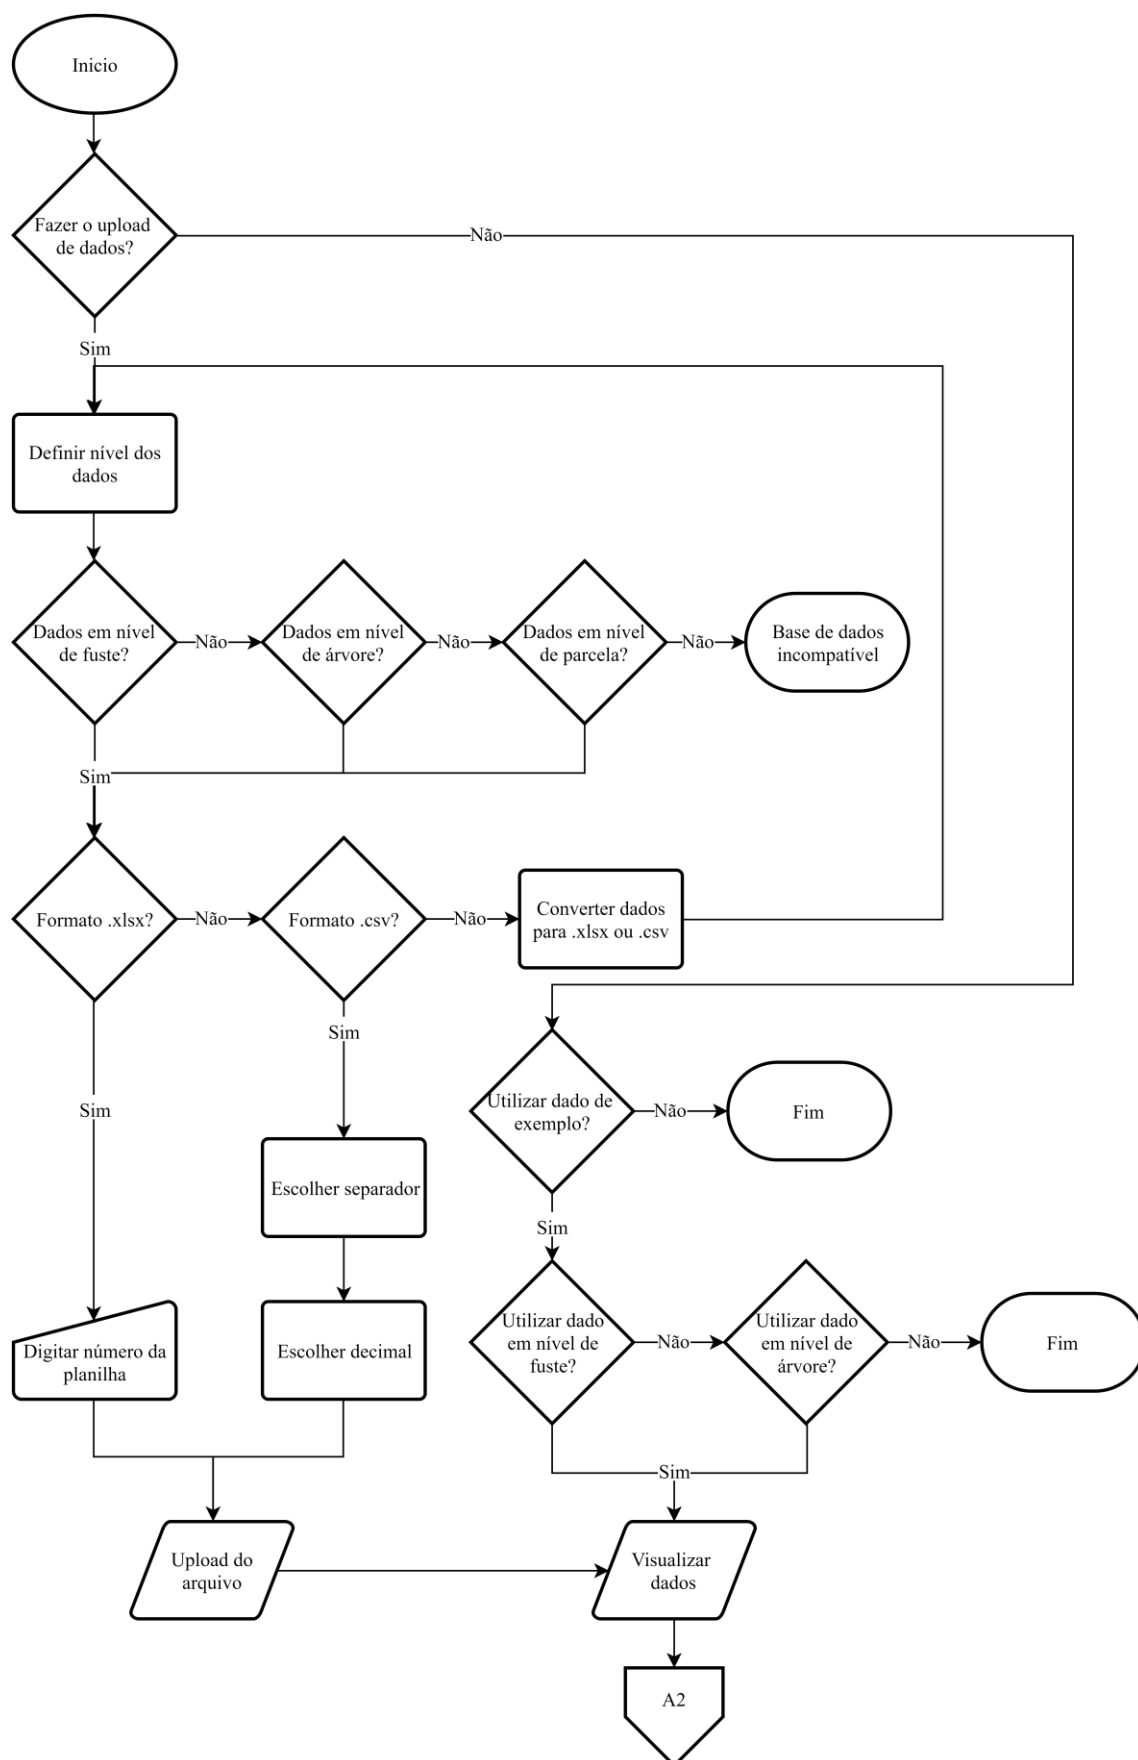 Inicio
Fazer o upload
de dados?
Não
Sim
Definir nível dos
dados
Dados em nível
de fuste?
Não
Dados em nível
de árvore?
Não
Dados em nível
de parcela?
Não
Base de dados
incompatível
Sim
Formato .xlsx?
Não
Formato .csv?
Não
Converter dados
para .xlsx ou .csv
Sim
Sim
Utilizar dado de
exemplo?
Não
Fim
Escolher separador
Sim
Digitar número da
planilha
Escolher decimal
Utilizar dado
em nível de
fuste?
Não
Utilizar dado
em nível de
árvore?
Não
Fim
Sim
Upload do
arquivo
Visualizar
dados
A2